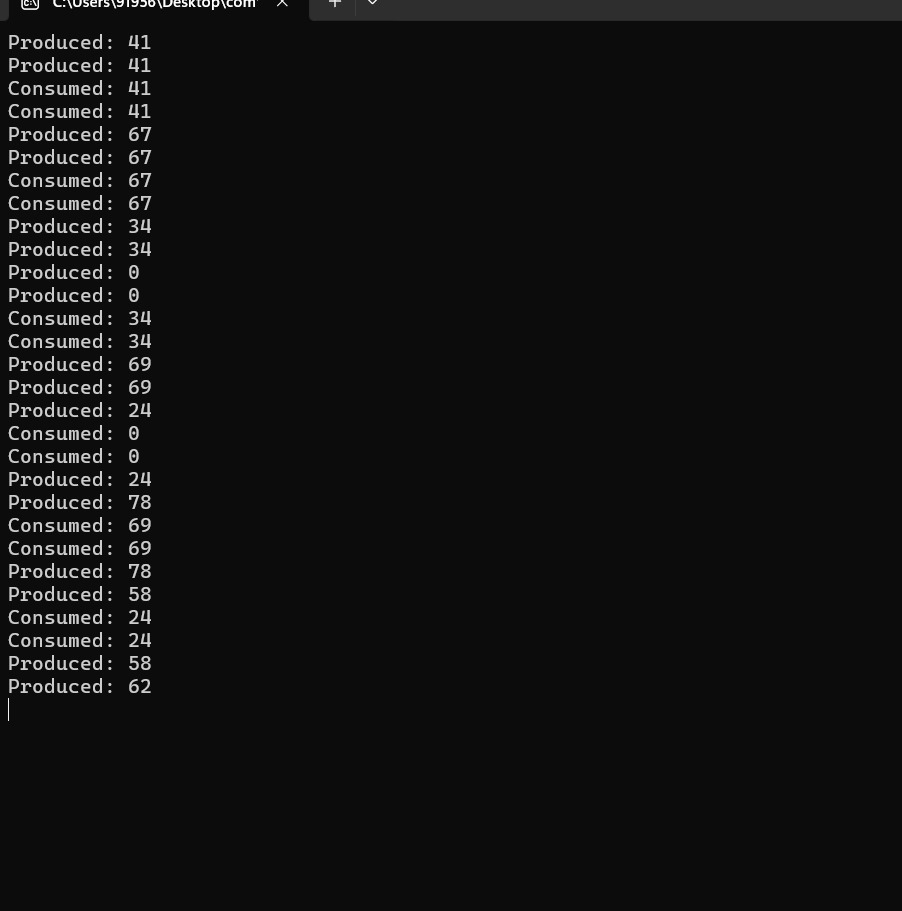 C:\Users\91956\Desktop\com
Produced: 41
Produced: 41
Consumed: 41
Consumed: 41
Produced: 67
Produced: 67
Consumed: 67
Consumed: 67
Produced: 34
Produced: 34
Produced: 0
Produced: 0
Consumed: 34
Consumed: 34
Produced: 69
Produced: 69
Produced: 24
Consumed: 0
Consumed: 0
Produced: 24
Produced: 78
Consumed: 69
Consumed: 69
Produced: 78
Produced: 58
Consumed: 24
Consumed: 24
Produced: 58
Produced: 62